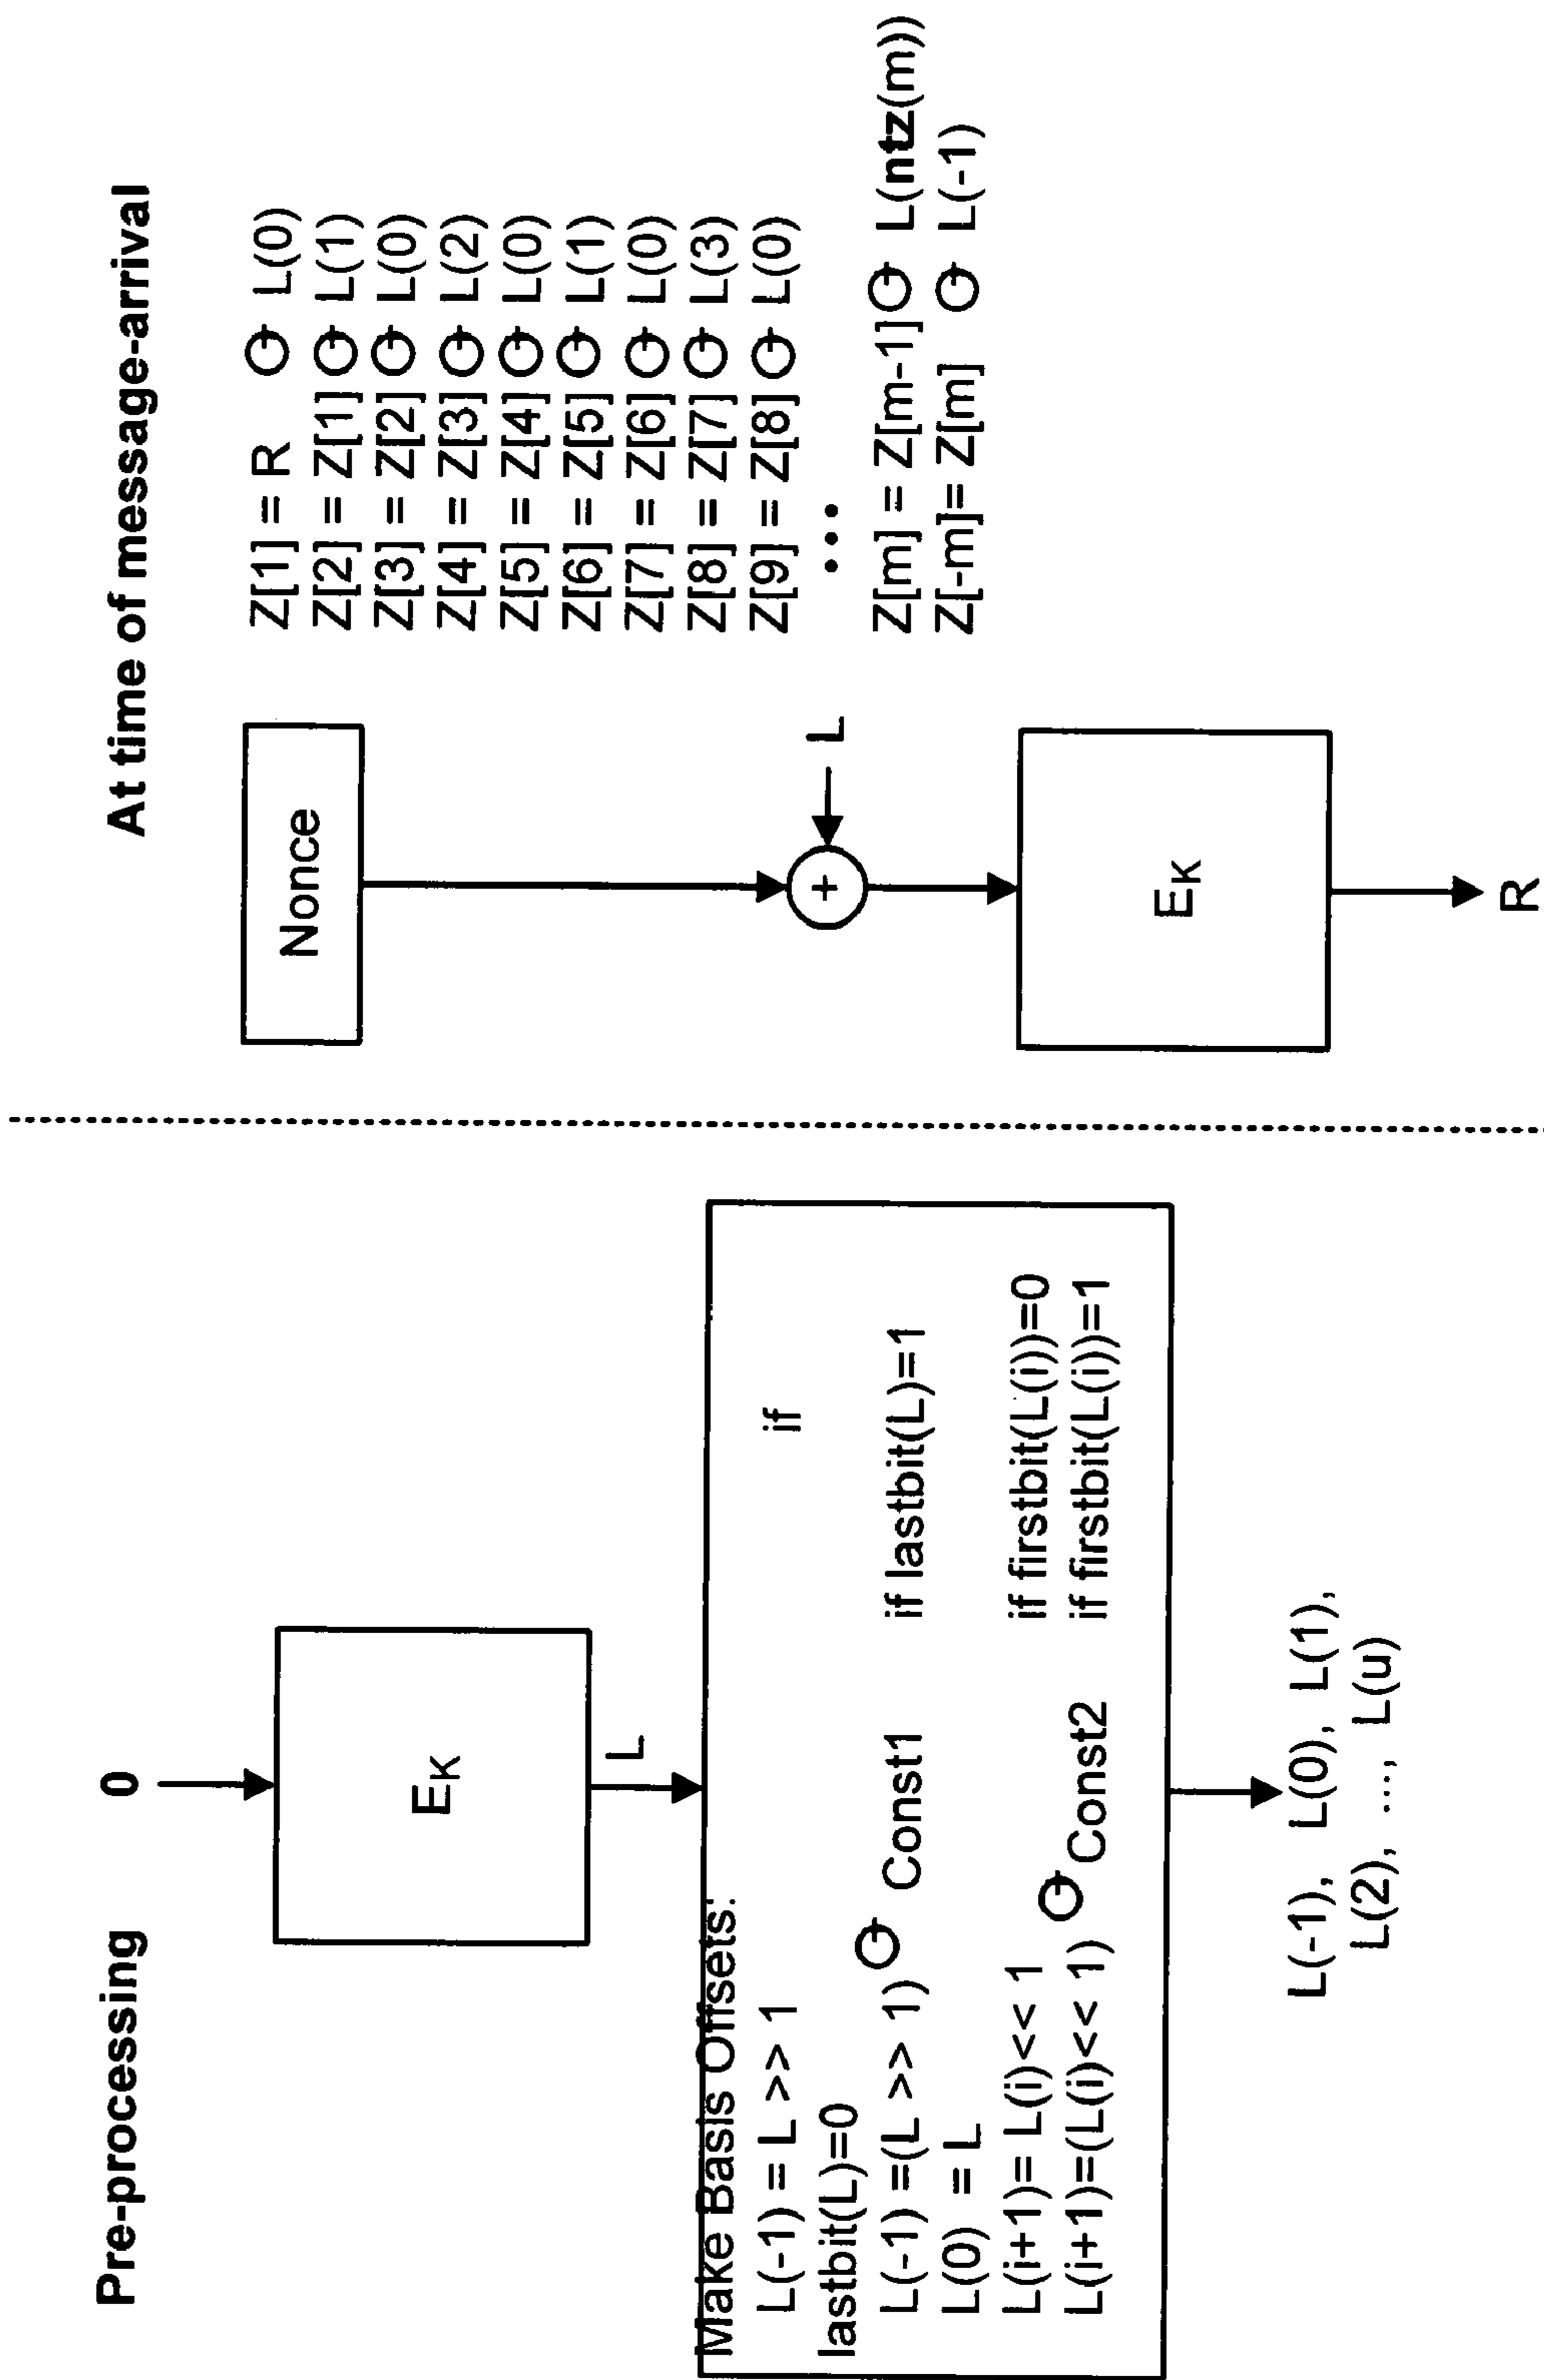 Pre-processing
0
E_K
L
Make Basis Offsets:
L(-1) = L >> 1 if
lastbit(L)=0
L(-1) =(L >> 1) ⊕ Const1 if lastbit(L)=1
L(0) = L
L(i+1)= L(i)<< 1 if firstbit(L(i))=0
L(i+1)=(L(i)<< 1) ⊕ Const2 if firstbit(L(i))=1
L(-1), L(0), L(1),
L(2), ..., L(u)
At time of message-arrival
Nonce
+
L
E_K
R
Z[1] = R ⊕ L(0)
Z[2] = Z[1] ⊕ L(1)
Z[3] = Z[2] ⊕ L(0)
Z[4] = Z[3] ⊕ L(2)
Z[5] = Z[4] ⊕ L(0)
Z[6] = Z[5] ⊕ L(1)
Z[7] = Z[6] ⊕ L(0)
Z[8] = Z[7] ⊕ L(3)
Z[9] = Z[8] ⊕ L(0)
•••
Z[m] = Z[m-1] ⊕ L(ntz(m))
Z[-m]= Z[m] ⊕ L(-1)